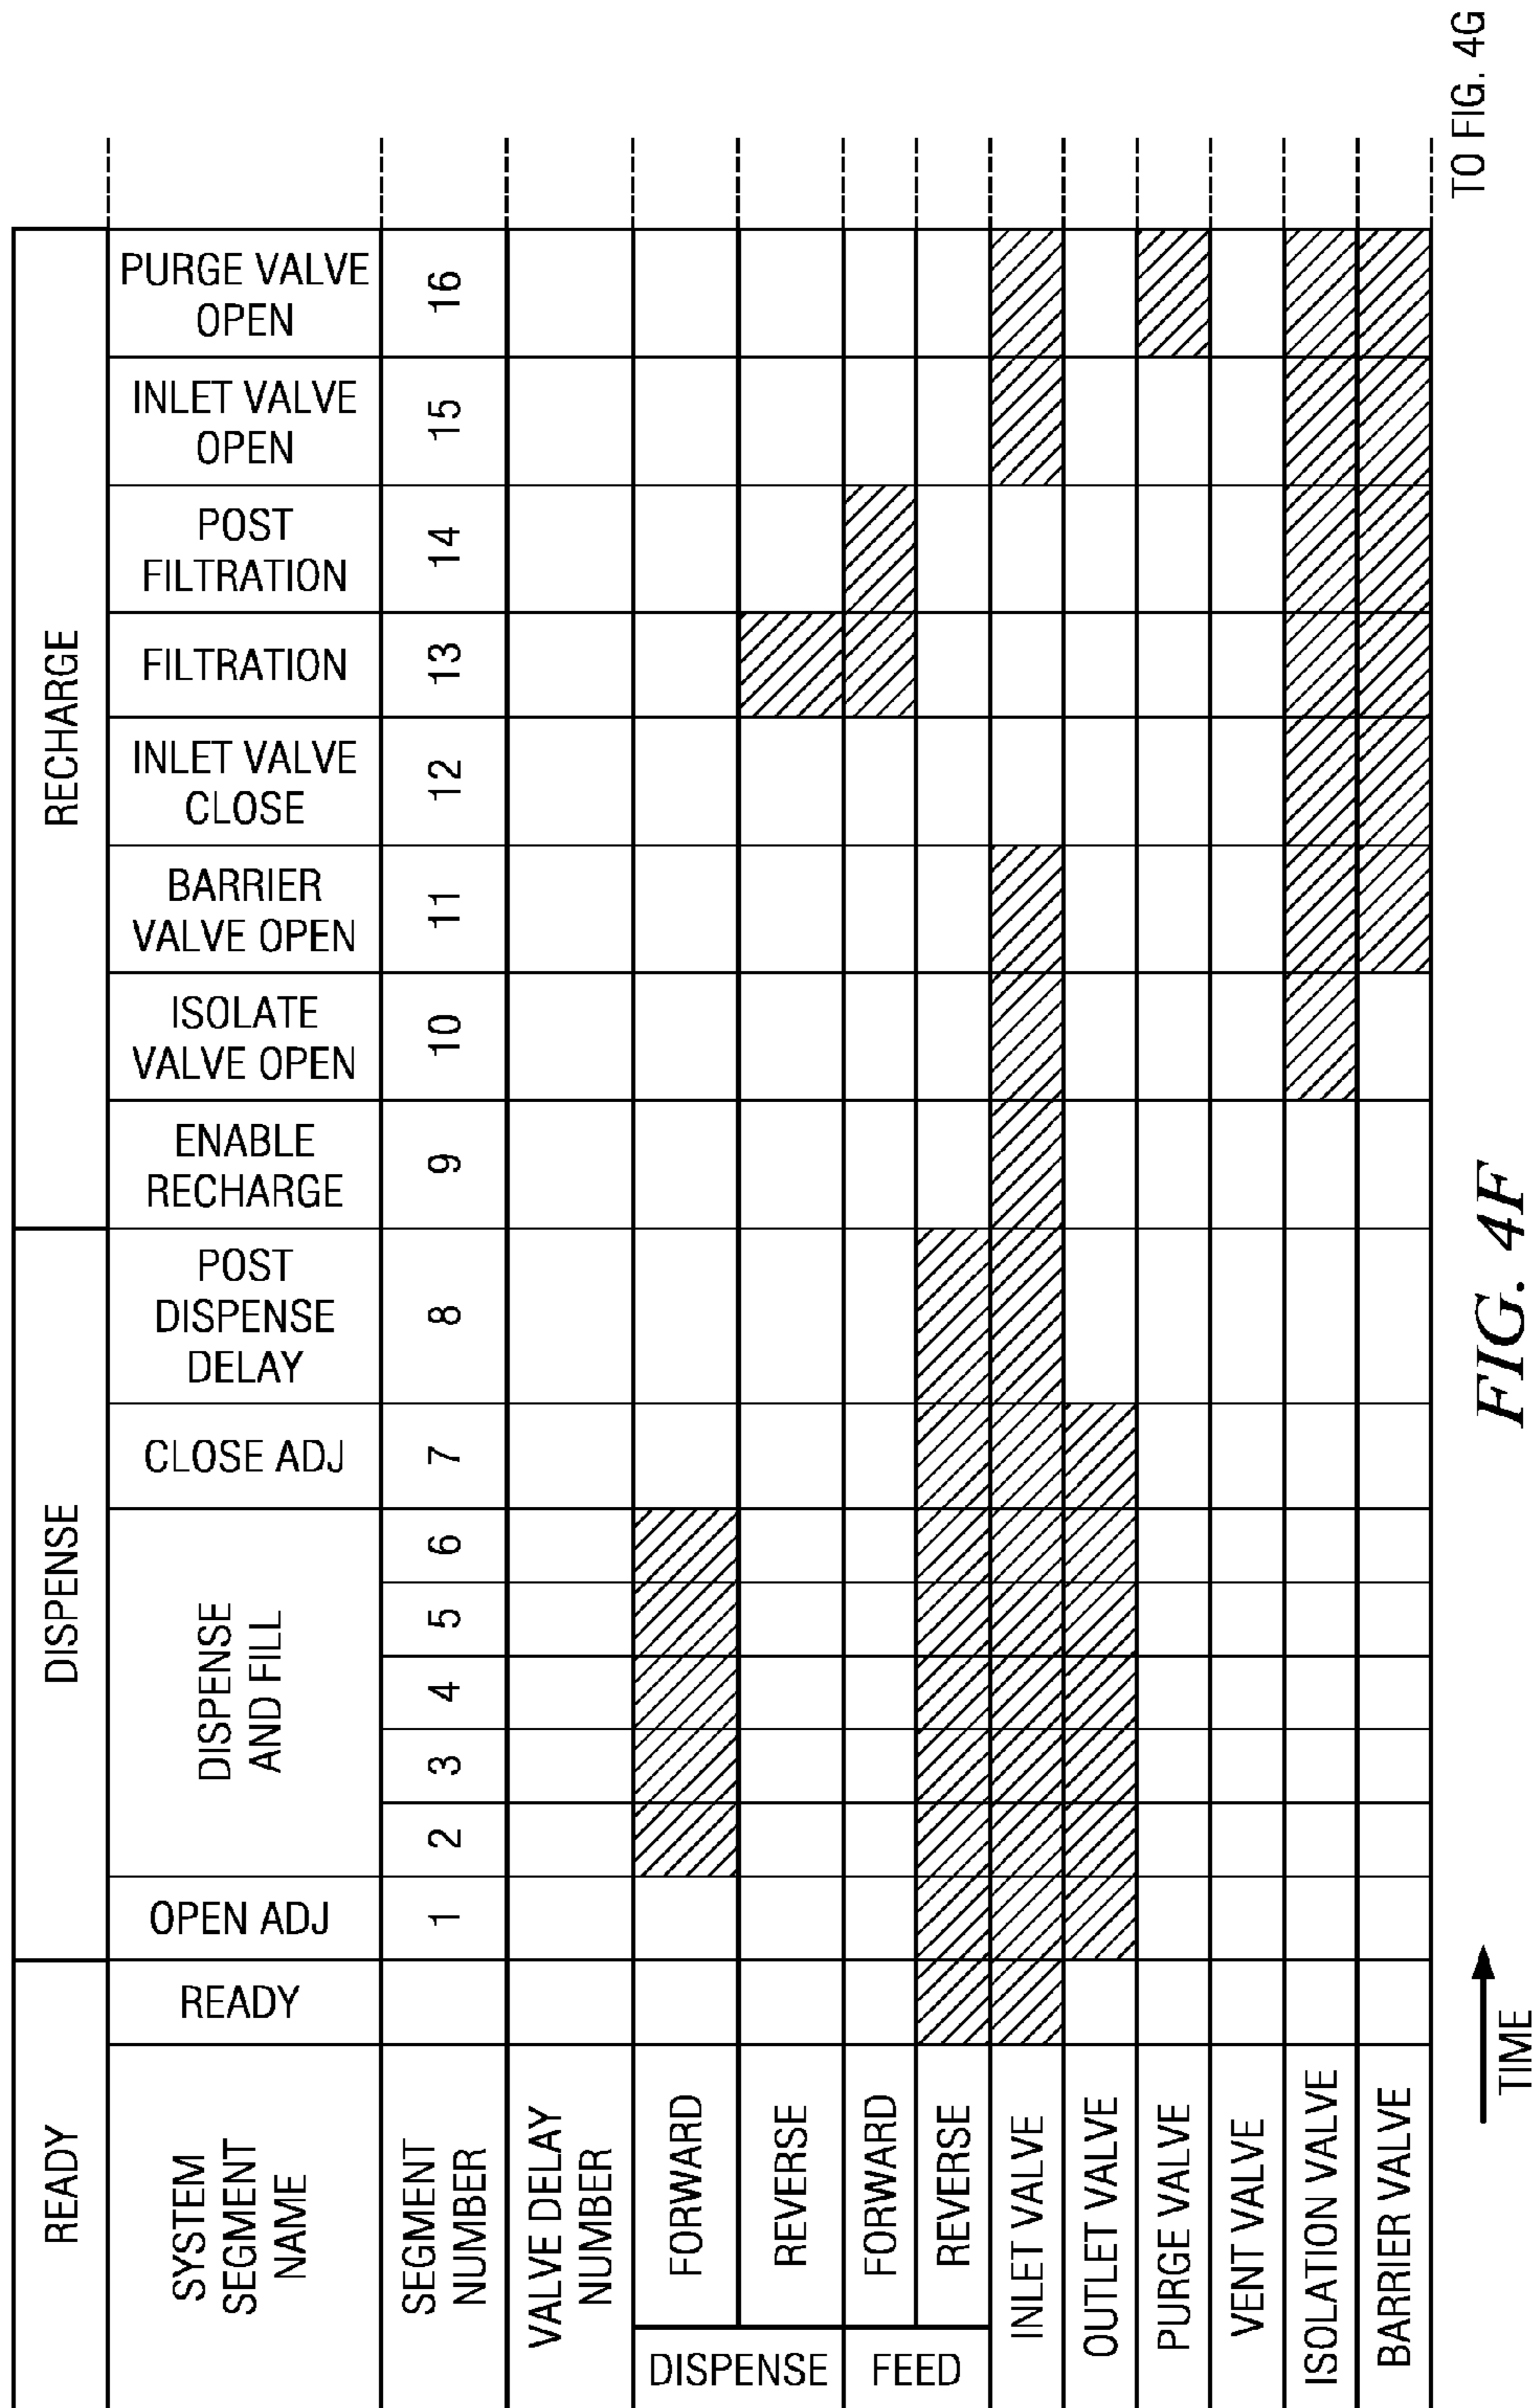 READY
DISPENSE
RECHARGE
SYSTEM
SEGMENT
NAME
READY
OPEN ADJ
DISPENSE
AND FILL
CLOSE ADJ
POST
DISPENSE
DELAY
ENABLE
RECHARGE
ISOLATE
VALVE OPEN
BARRIER
VALVE OPEN
INLET VALVE
CLOSE
FILTRATION
POST
FILTRATION
INLET VALVE
OPEN
PURGE VALVE
OPEN
SEGMENT
NUMBER
1
2
3
4
5
6
7
8
9
10
11
12
13
14
15
16
VALVE DELAY
NUMBER
DISPENSE
FORWARD
REVERSE
FEED
FORWARD
REVERSE
INLET VALVE
OUTLET VALVE
PURGE VALVE
VENT VALVE
ISOLATION VALVE
BARRIER VALVE
TO FIG. 4G
TIME
FIG. 4F